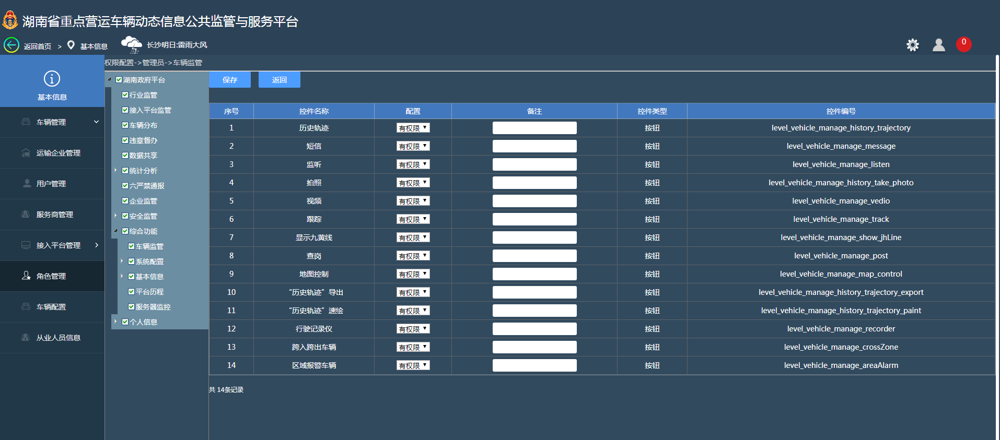 湖南省重点营运车辆动态信息公共监管与服务平台
返回首页 > 基本信息 长沙明日:雷雨大风
0
基本信息
车辆管理
运输企业管理
用户管理
服务商管理
接入平台管理
角色管理
车辆配置
从业人员信息
权限配置->管理员->车辆监管
湖南政府平台
行业监管
接入平台监管
车辆分布
违章督办
数据共享
统计分析
六严禁通报
企业监管
安全监管
综合功能
车辆监管
系统配置
基本信息
平台历程
服务器监控
个人信息
保存 返回
序号 控件名称 配置 备注 控件类型 控件编号
1 历史轨迹 有权限 按钮 level_vehicle_manage_history_trajectory
2 短信 有权限 按钮 level_vehicle_manage_message
3 监听 有权限 按钮 level_vehicle_manage_listen
4 拍照 有权限 按钮 level_vehicle_manage_history_take_photo
5 视频 有权限 按钮 level_vehicle_manage_vedio
6 跟踪 有权限 按钮 level_vehicle_manage_track
7 显示九黄线 有权限 按钮 level_vehicle_manage_show_jhLine
8 查岗 有权限 按钮 level_vehicle_manage_post
9 地图控制 有权限 按钮 level_vehicle_manage_map_control
10 “历史轨迹”导出 有权限 按钮 level_vehicle_manage_history_trajectory_export
11 “历史轨迹”速绘 有权限 按钮 level_vehicle_manage_history_trajectory_paint
12 行驶记录仪 有权限 按钮 level_vehicle_manage_recorder
13 跨入跨出车辆 有权限 按钮 level_vehicle_manage_crossZone
14 区域报警车辆 有权限 按钮 level_vehicle_manage_areaAlarm
共 14条记录